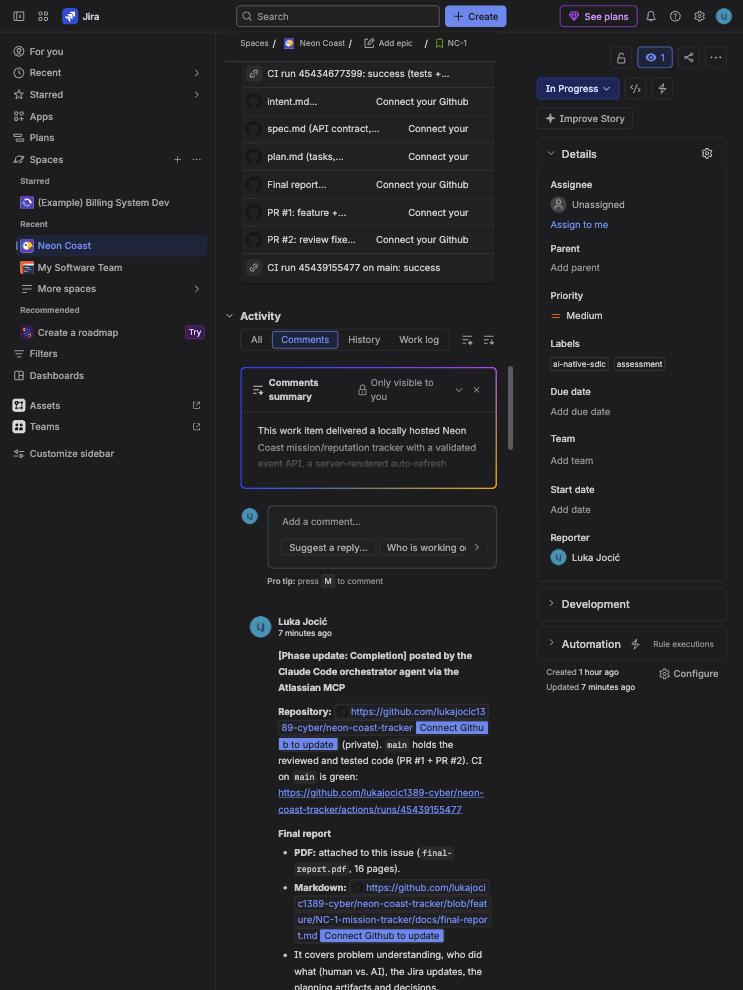 Jira
Search
+ Create
See plans
For you
Recent
Starred
Apps
Plans
Spaces
Starred
(Example) Billing System Dev
Recent
Neon Coast
My Software Team
More spaces
Recommended
Create a roadmap Try
Filters
Dashboards
Assets
Teams
Customize sidebar
Spaces / Neon Coast / Add epic / NC-1
CI run 45434677399: success (tests +...
intent.md... Connect your Github
spec.md (API contract,... Connect your
plan.md (tasks,... Connect your
Final report... Connect your Github
PR #1: feature +... Connect your Github
PR #2: review fixe... Connect your Github
CI run 45439155477 on main: success
Activity
All Comments History Work log
Comments summary
Only visible to you
This work item delivered a locally hosted Neon
Coast mission/reputation tracker with a validated
event API, a server-rendered auto-refresh
Add a comment...
Suggest a reply... Who is working o
Pro tip: press M to comment
Luka Jocić
7 minutes ago
[Phase update: Completion] posted by the
Claude Code orchestrator agent via the
Atlassian MCP
Repository: https://github.com/lukajocic13
89-cyber/neon-coast-tracker Connect Githu
b to update (private). main holds the
reviewed and tested code (PR #1 + PR #2). CI
on main is green:
https://github.com/lukajocic1389-cyber/neon-
coast-tracker/actions/runs/45439155477
Final report
• PDF: attached to this issue (final-
report.pdf, 16 pages).
• Markdown: https://github.com/lukajoci
c1389-cyber/neon-coast-tracker/blob/feat
ure/NC-1-mission-tracker/docs/final-repor
t.md Connect Github to update
• It covers problem understanding, who did
what (human vs. AI), the Jira updates, the
planning artifacts and decisions,
1
In Progress
Improve Story
Details
Assignee
Unassigned
Assign to me
Parent
Add parent
Priority
Medium
Labels
ai-native-sdlc assessment
Due date
Add due date
Team
Add team
Start date
Add date
Reporter
Luka Jocić
Development
Automation Rule executions
Created 1 hour ago
Updated 7 minutes ago
Configure